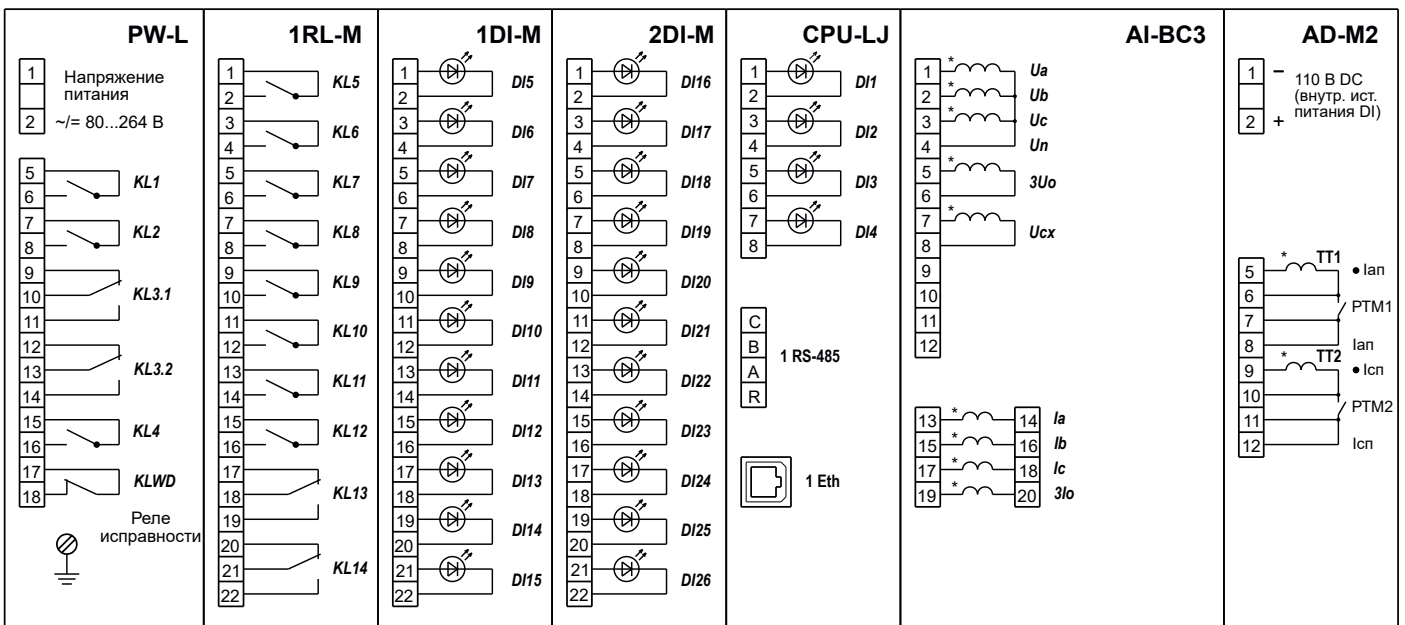 PW-L
1 Напряжение
питания
2 ~/= 80...264 В
5
6 KL1
7
8 KL2
9
10 KL3.1
11
12
13 KL3.2
14
15
16 KL4
17
18 KLWD
Реле
исправности
1RL-M
1
2 KL5
3
4 KL6
5
6 KL7
7
8 KL8
9
10 KL9
11
12 KL10
13
14 KL11
15
16 KL12
17
18 KL13
19
20
21 KL14
22
1DI-M
1
2 DI5
3
4 DI6
5
6 DI7
7
8 DI8
9
10 DI9
11
12 DI10
13
14 DI11
15
16 DI12
17
18 DI13
19
20 DI14
21
22 DI15
2DI-M
1
2 DI16
3
4 DI17
5
6 DI18
7
8 DI19
9
10 DI20
11
12 DI21
13
14 DI22
15
16 DI23
17
18 DI24
19
20 DI25
21
22 DI26
CPU-LJ
1
2 DI1
3
4 DI2
5
6 DI3
7
8 DI4
C
B
A
R
1 RS-485
1 Eth
AI-BC3
1 * Ua
2 * Ub
3 * Uc
4 Un
5 *
6 3Uo
7 *
8 Ucx
9
10
11
12
13 * 14 Ia
15 * 16 Ib
17 * 18 Ic
19 * 20 3Io
AD-M2
1 – 110 В DC
(внутр. ист.
2 + питания DI)
5 * ТТ1 • Iап
6
7 РТМ1
8 Iап
9 * ТТ2 • Iсп
10
11 РТМ2
12 Iсп